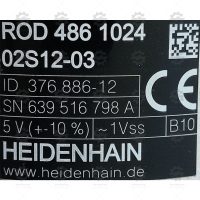 ROD 486 1024
02S12-03
ID 376 886-12
SN 639 516 798 A
5 V (+-10 %) ~1Vss B10
HEIDENHAIN
www.heidenhain.de